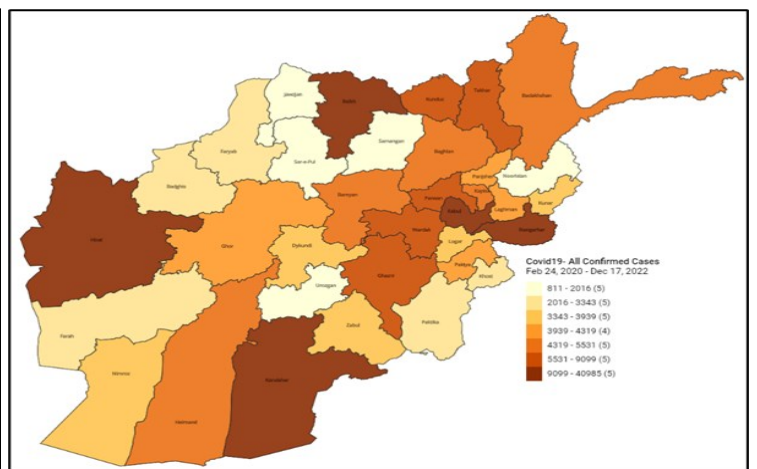 Jawzjan
Balkh
Kunduz
Takhar
Badakhshan
Faryab
Sar-e-Pul
Samangan
Baghlan
Badghis
Panjsher
Nooristan
Bamyan
Parwan
Kapisa
Kunar
Hirat
Kabul
Laghman
Ghor
Wardak
Nangarhar
Dykundi
Logar
Ghazni
Paktya
Khost
Uruzgan
Farah
Zabul
Paktika
Nimroz
Kandahar
Helmand
Covid19- All Confirmed Cases
Feb 24, 2020 - Dec 17, 2022
811 - 2016 (5)
2016 - 3343 (5)
3343 - 3939 (5)
3939 - 4319 (4)
4319 - 5531 (5)
5531 - 9099 (5)
9099 - 40985 (5)